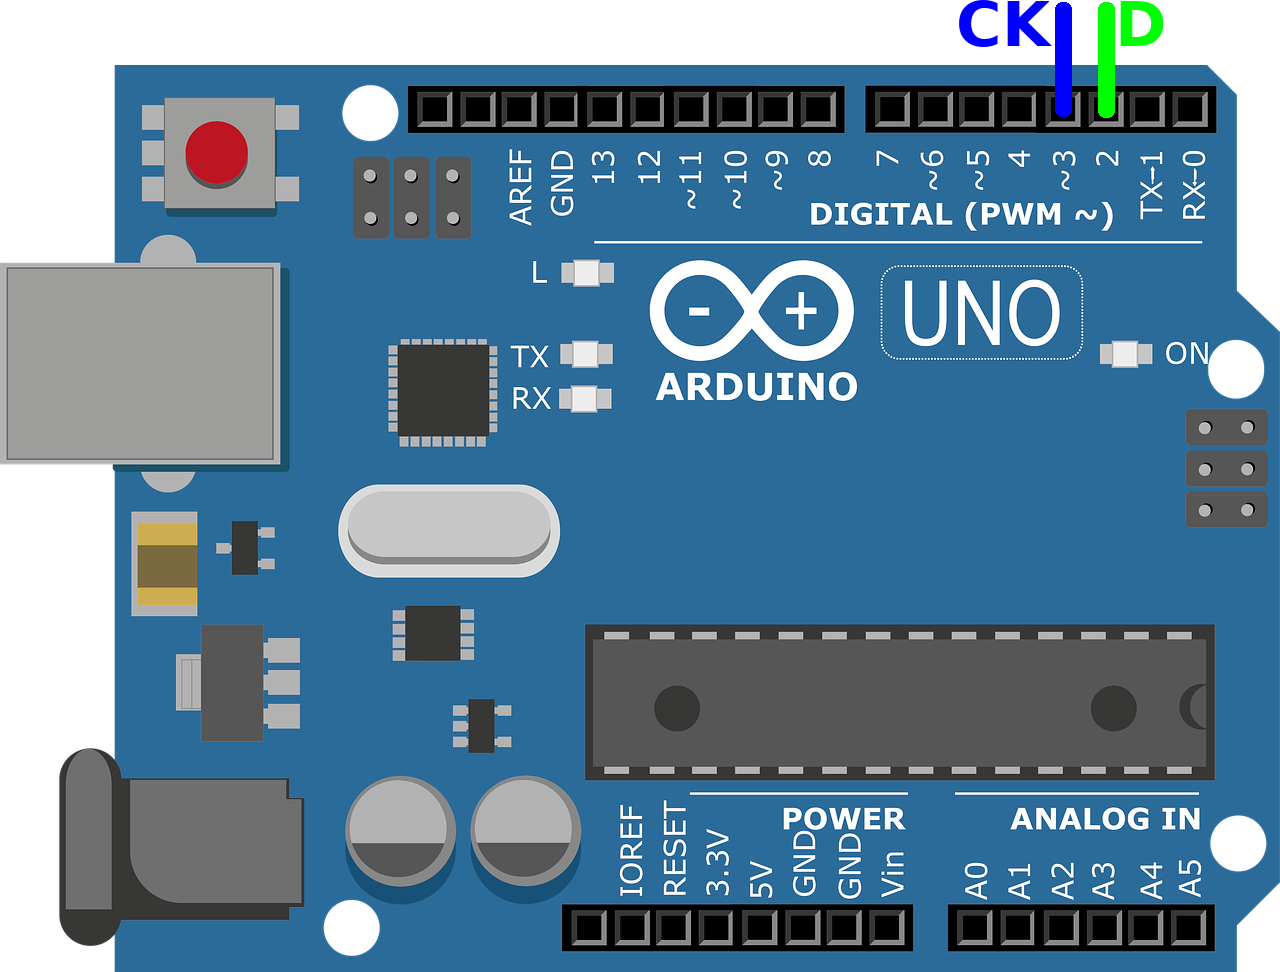 CK D
AREF GND 13 12 ~11 ~10 ~9 8 7 ~6 ~5 4 ~3 2 TX→1 RX←0
DIGITAL (PWM ~)
L
- + UNO
TX
ON
RX
ARDUINO
POWER
ANALOG IN
IOREF RESET 3.3V 5V GND GND Vin A0 A1 A2 A3 A4 A5